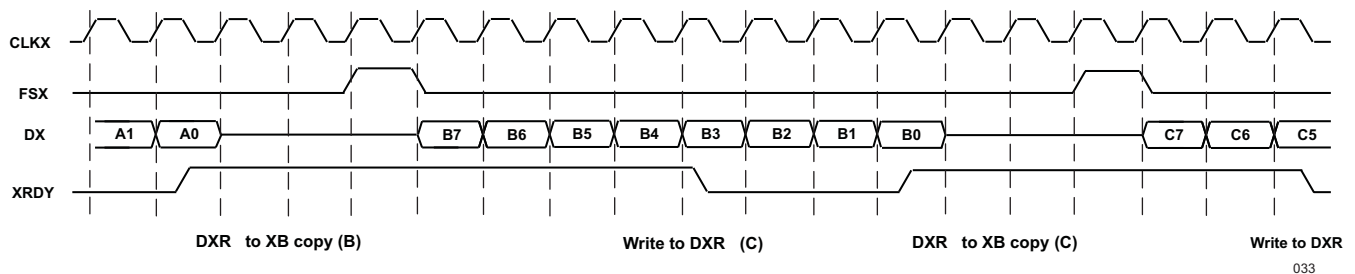 CLKX
FSX
DX A1 A0 B7 B6 B5 B4 B3 B2 B1 B0 C7 C6 C5
XRDY
DXR to XB copy (B) Write to DXR (C) DXR to XB copy (C) Write to DXR
033